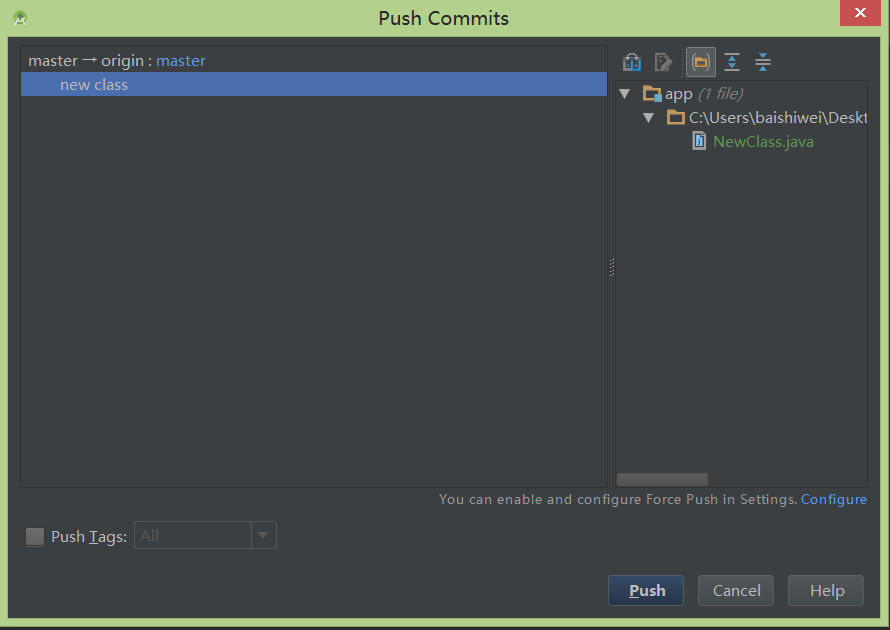 Push Commits
master → origin : master
new class
app (1 file)
C:\Users\baishiwei\Deskt
NewClass.java
You can enable and configure Force Push in Settings. Configure
Push Tags: All
Push Cancel Help